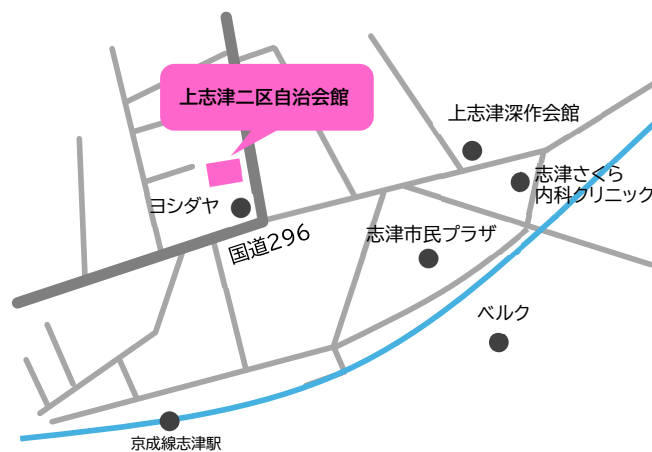 上志津二区自治会館
上志津深作会館
志津さくら
内科クリニック
ヨシダヤ
国道296
志津市民プラザ
ベルク
京成線志津駅